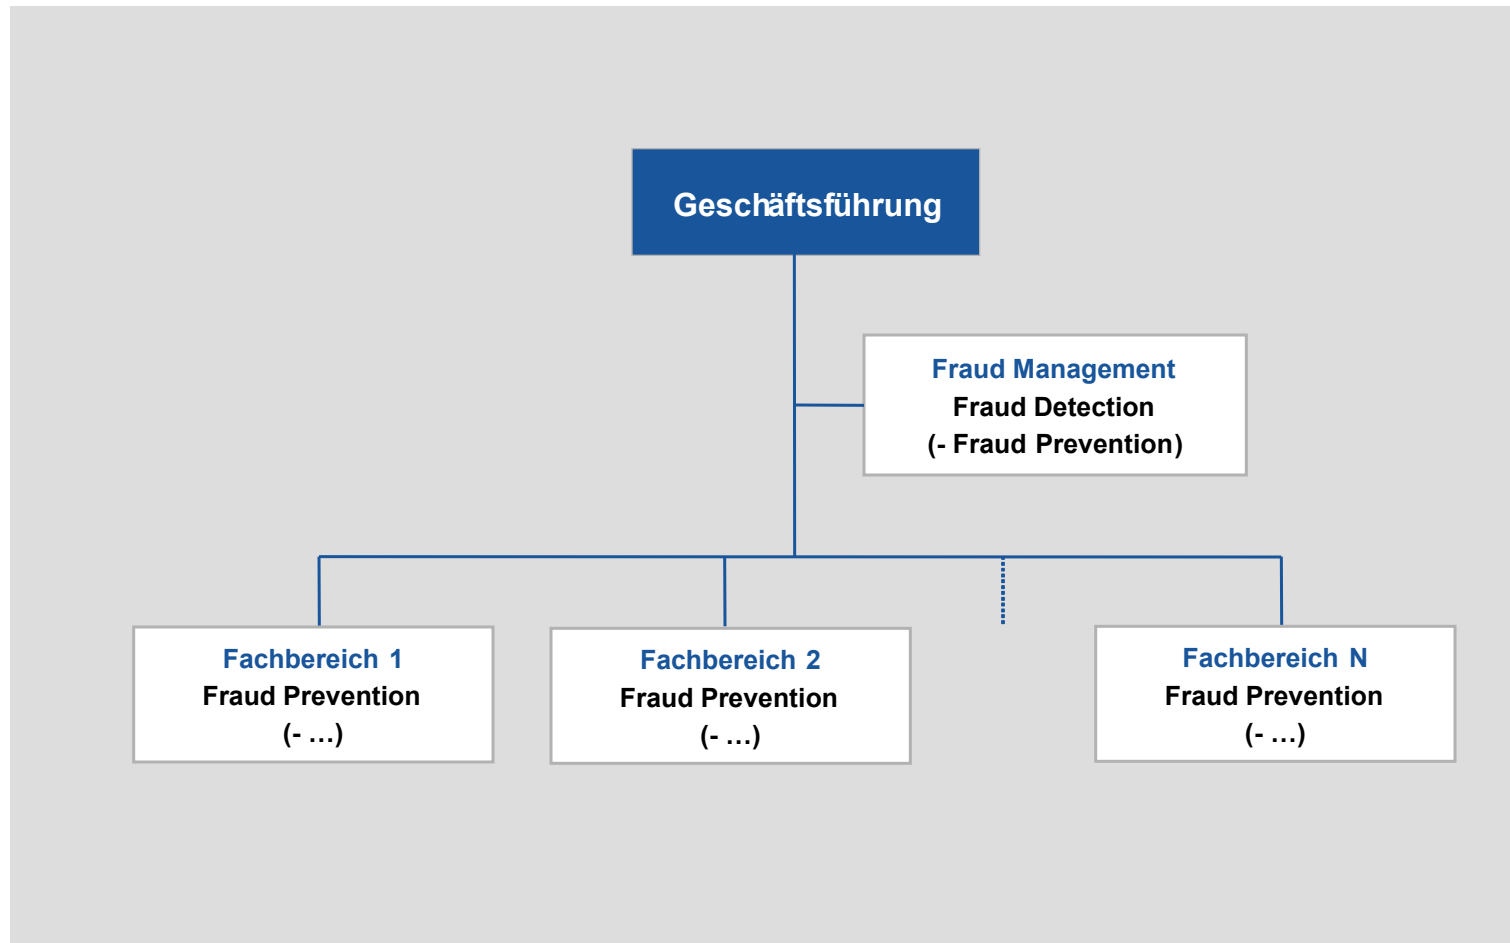 Geschäftsführung
Fraud Management
Fraud Detection
(- Fraud Prevention)
Fachbereich 1
Fraud Prevention
(- ...)
Fachbereich 2
Fraud Prevention
(- ...)
Fachbereich N
Fraud Prevention
(- ...)